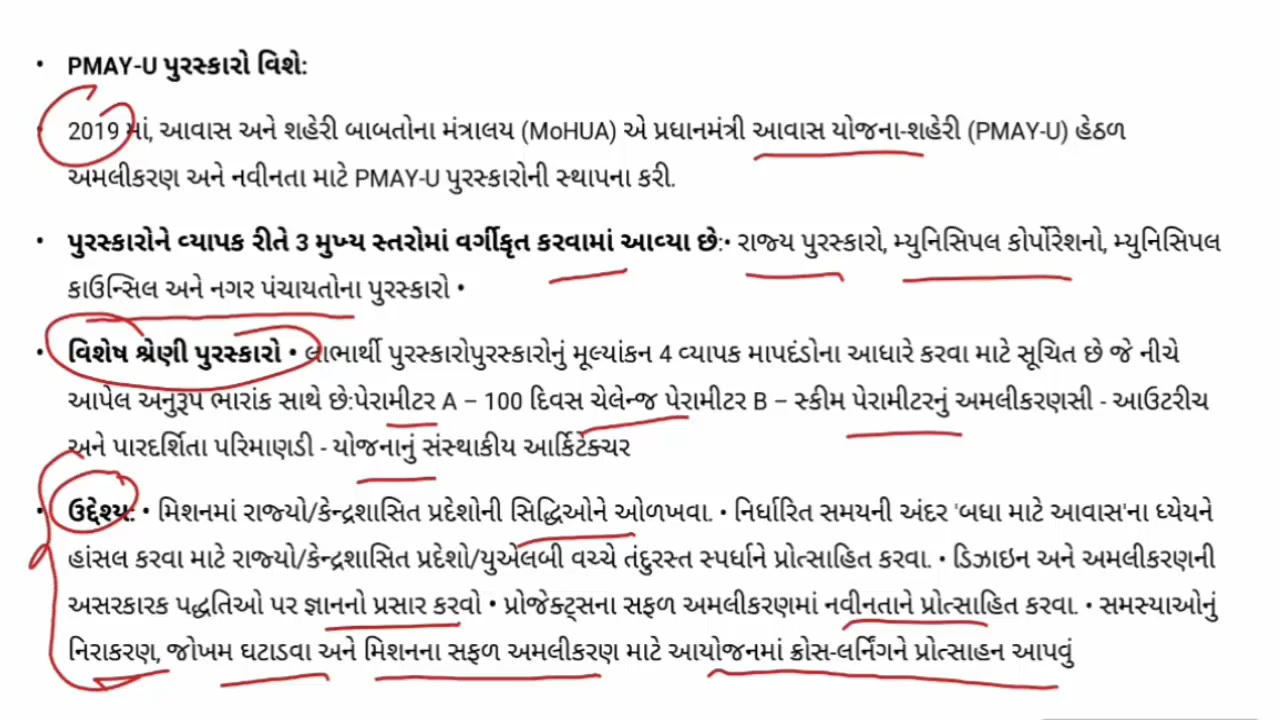 • PMAY-U પુરસ્કારો વિશે:
• 2019 માં, આવાસ અને શહેરી બાબતોના મંત્રાલય (MoHUA) એ પ્રધાનમંત્રી આવાસ યોજના-શહેરી (PMAY-U) હેઠળ
અમલીકરણ અને નવીનતા માટે PMAY-U પુરસ્કારોની સ્થાપના કરી.
• પુરસ્કારોને વ્યાપક રીતે 3 મુખ્ય સ્તરોમાં વર્ગીકૃત કરવામાં આવ્યા છે:• રાજ્ય પુરસ્કારો, મ્યુનિસિપલ કોર્પોરેશનો, મ્યુનિસિપલ
કાઉન્સિલ અને નગર પંચાયતોના પુરસ્કારો •
• વિશેષ શ્રેણી પુરસ્કારો • લાભાર્થી પુરસ્કારોપુરસ્કારોનું મૂલ્યાંકન 4 વ્યાપક માપદંડોના આધારે કરવા માટે સૂચિત છે જે નીચે
આપેલ અનુરૂપ ભારાંક સાથે છે:પેરામીટર A – 100 દિવસ ચેલેન્જ પેરામીટર B – સ્કીમ પેરામીટરનું અમલીકરણસી - આઉટરીચ
અને પારદર્શિતા પરિમાણડી - યોજનાનું સંસ્થાકીય આર્કિટેક્ચર
• ઉદ્દેશ્ય: • મિશનમાં રાજ્યો/કેન્દ્રશાસિત પ્રદેશોની સિદ્ધિઓને ઓળખવા. • નિર્ધારિત સમયની અંદર 'બધા માટે આવાસ'ના ધ્યેયને
હાંસલ કરવા માટે રાજ્યો/કેન્દ્રશાસિત પ્રદેશો/યુએલબી વચ્ચે તંદુરસ્ત સ્પર્ધાને પ્રોત્સાહિત કરવા. • ડિઝાઇન અને અમલીકરણની
અસરકારક પદ્ધતિઓ પર જ્ઞાનનો પ્રસાર કરવો • પ્રોજેક્ટ્સના સફળ અમલીકરણમાં નવીનતાને પ્રોત્સાહિત કરવા. • સમસ્યાઓનું
નિરાકરણ, જોખમ ઘટાડવા અને મિશનના સફળ અમલીકરણ માટે આયોજનમાં ક્રોસ-લર્નિંગને પ્રોત્સાહન આપવું